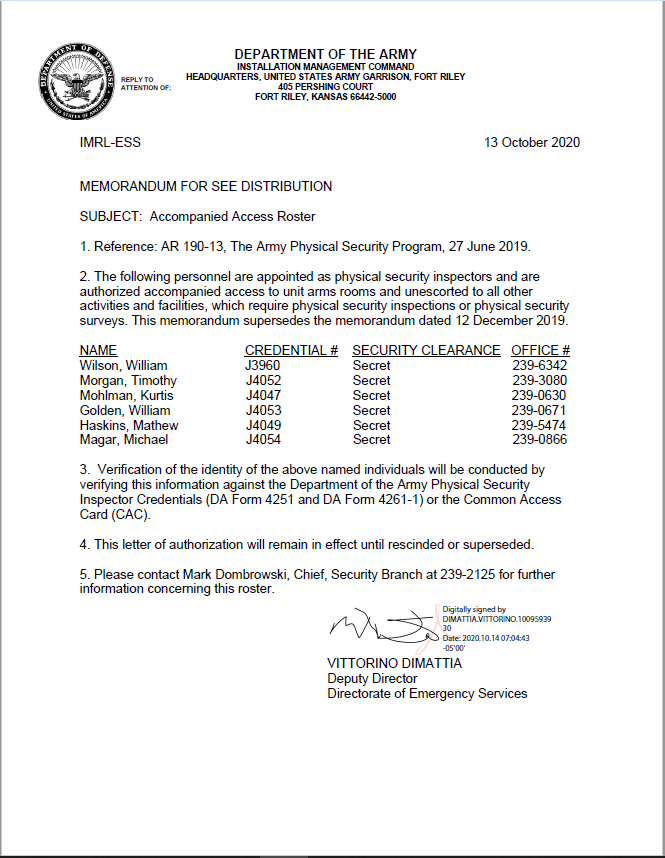 DEPARTMENT OF DEFENSE
UNITED STATES OF AMERICA
REPLY TO
ATTENTION OF:
DEPARTMENT OF THE ARMY
INSTALLATION MANAGEMENT COMMAND
HEADQUARTERS, UNITED STATES ARMY GARRISON, FORT RILEY
405 PERSHING COURT
FORT RILEY, KANSAS 66442-5000
IMRL-ESS 13 October 2020
MEMORANDUM FOR SEE DISTRIBUTION
SUBJECT: Accompanied Access Roster
1. Reference: AR 190-13, The Army Physical Security Program, 27 June 2019.
2. The following personnel are appointed as physical security inspectors and are
authorized accompanied access to unit arms rooms and unescorted to all other
activities and facilities, which require physical security inspections or physical security
surveys. This memorandum supersedes the memorandum dated 12 December 2019.
NAME CREDENTIAL # SECURITY CLEARANCE OFFICE #
Wilson, William J3960 Secret 239-6342
Morgan, Timothy J4052 Secret 239-3080
Mohlman, Kurtis J4047 Secret 239-0630
Golden, William J4053 Secret 239-0671
Haskins, Mathew J4049 Secret 239-5474
Magar, Michael J4054 Secret 239-0866
3. Verification of the identity of the above named individuals will be conducted by
verifying this information against the Department of the Army Physical Security
Inspector Credentials (DA Form 4251 and DA Form 4261-1) or the Common Access
Card (CAC).
4. This letter of authorization will remain in effect until rescinded or superseded.
5. Please contact Mark Dombrowski, Chief, Security Branch at 239-2125 for further
information concerning this roster.
Digitally signed by
DIMATTIA.VITTORINO.10095939
30
Date: 2020.10.14 07:04:43
-05'00'
VITTORINO DIMATTIA
Deputy Director
Directorate of Emergency Services